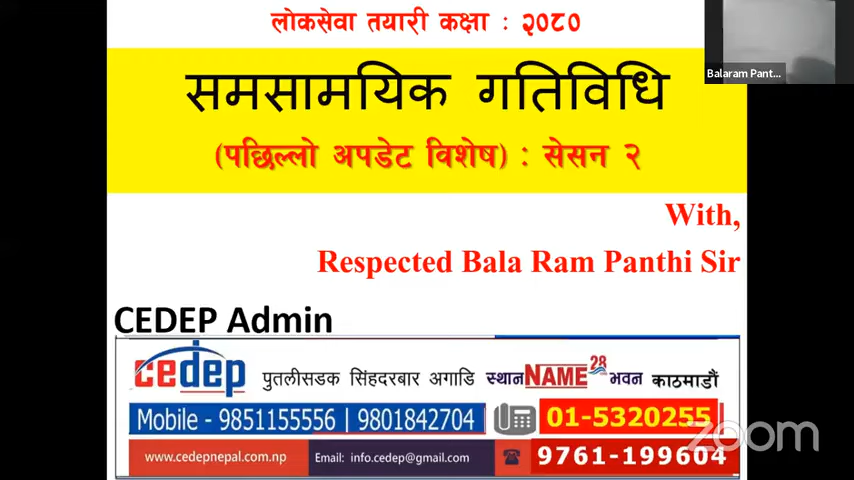 लोकसेवा तयारी कक्षा : २०८०
Balaram Pant...
समसामयिक गतिविधि
(पछिल्लो अपडेट विशेष) : सेसन २
With,
Respected Bala Ram Panthi Sir
CEDEP Admin
cedep पुतलीसडक सिंहदरबार अगाडि स्थान NAME 28 भवन काठमाडौं
Mobile - 9851155556 | 9801842704 01-5320255
www.cedepnepal.com.np Email: info.cedep@gmail.com 9761-199604
zoom